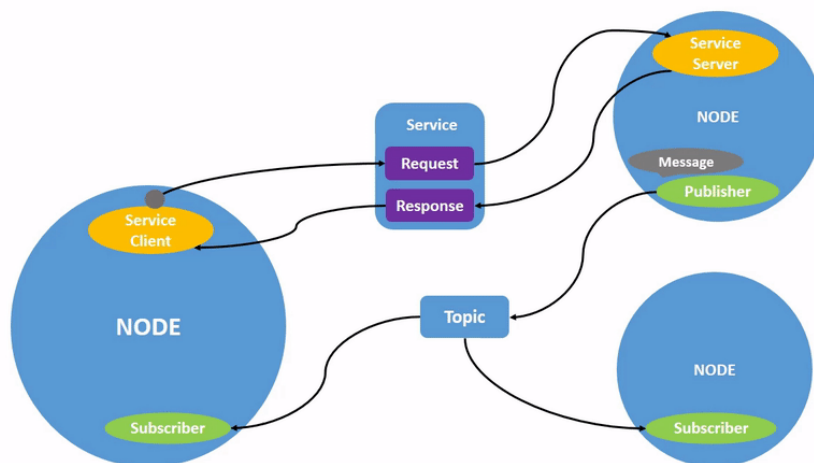 Service
Server
NODE
Message
Publisher
Service
Request
Response
Service
Client
NODE
Subscriber
Topic
NODE
Subscriber